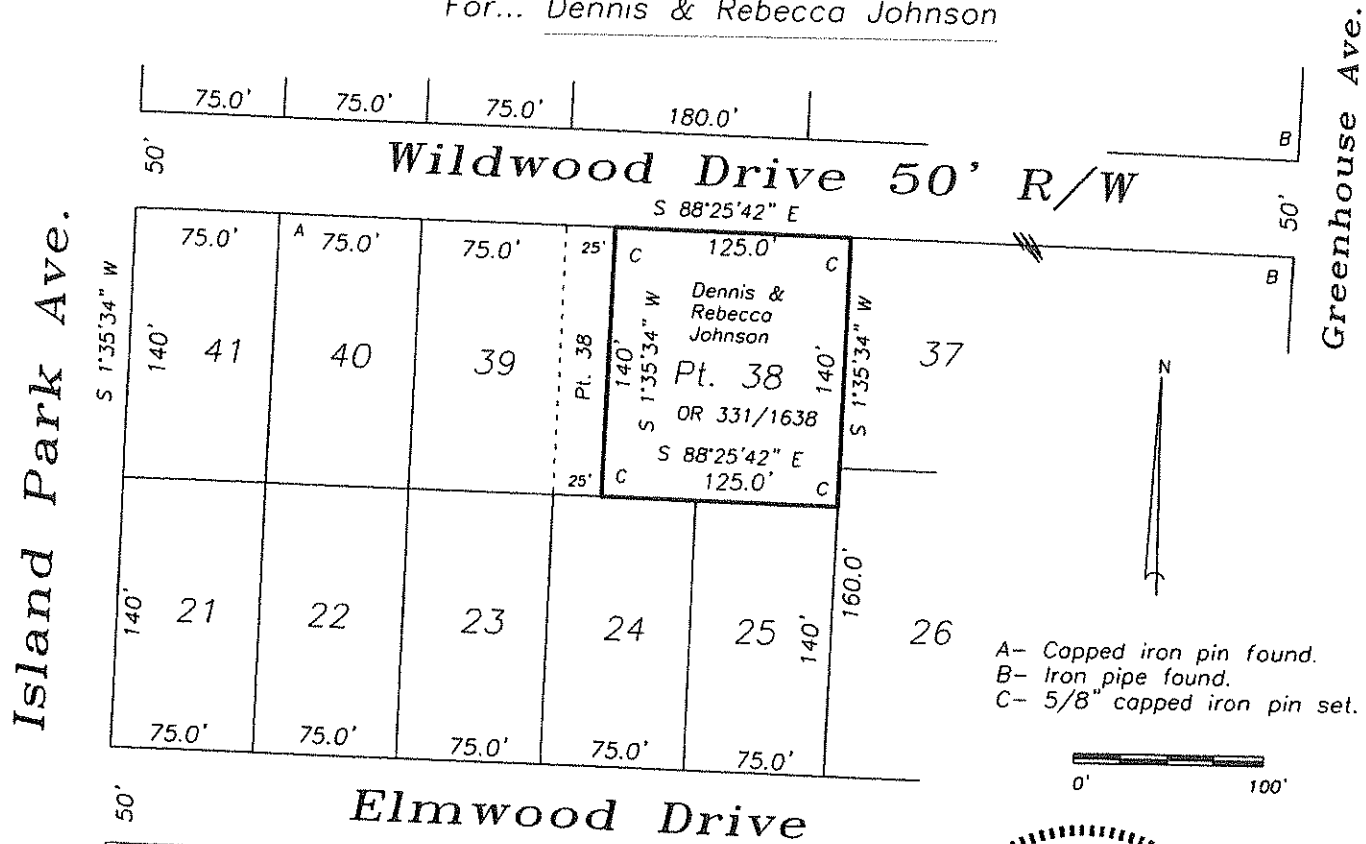 For... Dennis & Rebecca Johnson
Greenhouse Ave.
75.0' 75.0' 75.0' 180.0'
B
50'
Wildwood Drive 50' R/W
50'
S 88°25'42" E
Island Park Ave.
S 1°35'34" W
75.0' A 75.0' 75.0' 25' C 125.0' C
B
Dennis &
Rebecca
Johnson
140' 41 40 39 Pt. 38 140' S 1°35'34" W Pt. 38 140' S 1°35'34" W 37
OR 331/1638
S 88°25'42" E
25' C 125.0' C
N
160.0'
140' 21 22 23 24 25 140' 26
A- Capped iron pin found.
B- Iron pipe found.
C- 5/8" capped iron pin set.
75.0' 75.0' 75.0' 75.0' 75.0'
0' 100'
50'
Elmwood Drive